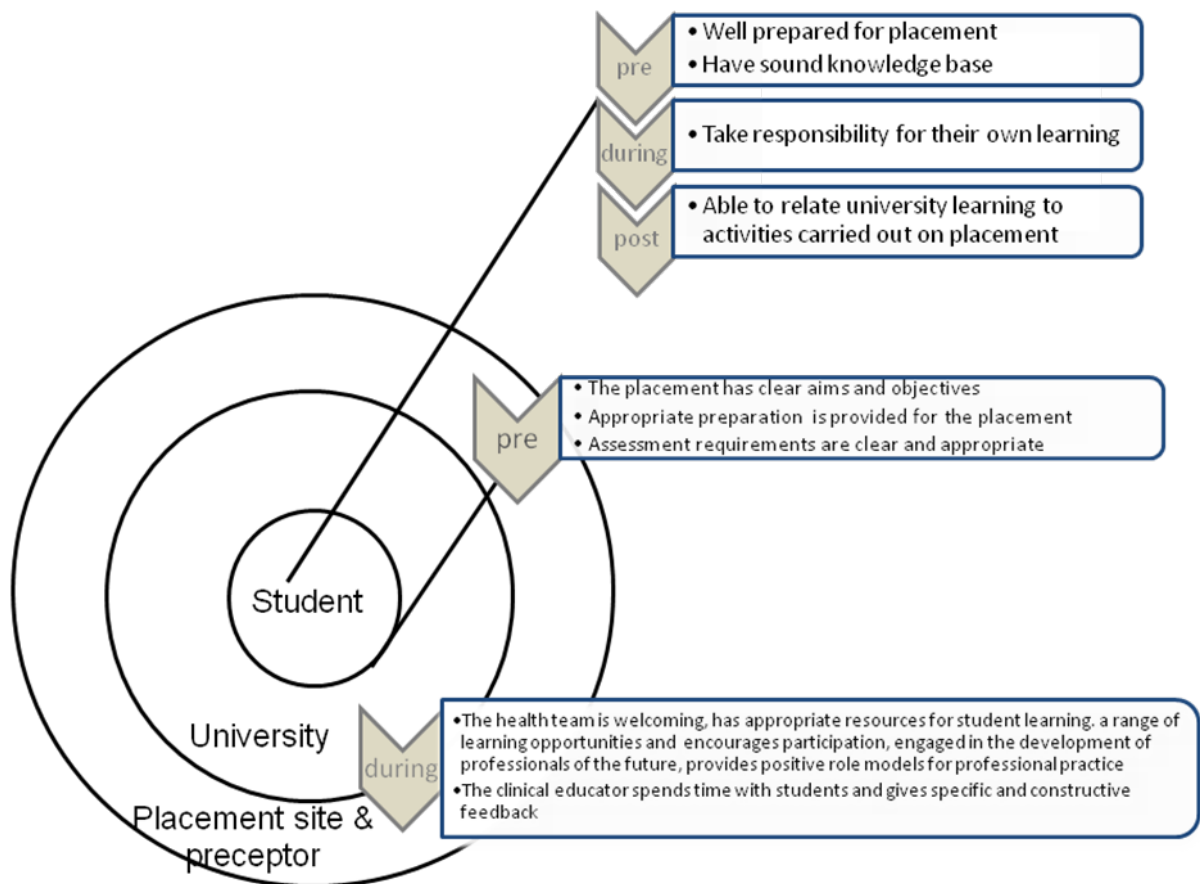 pre
• Well prepared for placement
• Have sound knowledge base
during
• Take responsibility for their own learning
post
• Able to relate university learning to
activities carried out on placement
pre
• The placement has clear aims and objectives
• Appropriate preparation is provided for the placement
• Assessment requirements are clear and appropriate
Student
University
during
•The health team is welcoming, has appropriate resources for student learning. a range of
learning opportunities and encourages participation, engaged in the development of
professionals of the future, provides positive role models for professional practice
•The clinical educator spends time with students and gives specific and constructive
feedback
Placement site &
preceptor